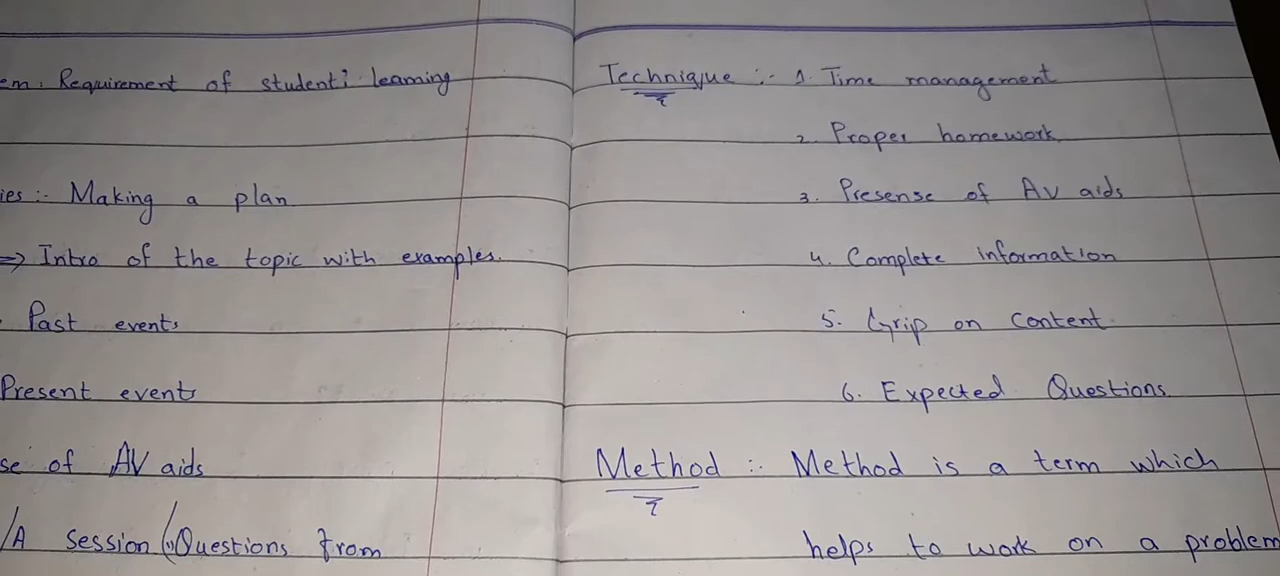 em: Requirement of student's learning
ies :- Making a plan
=> Intro of the topic with examples.
Past events
Present events
se of AV aids
/A session (Questions from
Technique :- 1. Time management
2. Proper homework
3. Presense of AV aids
4. Complete information
5. Grip on content
6. Expected Questions
Method :- Method is a term which
helps to work on a problem